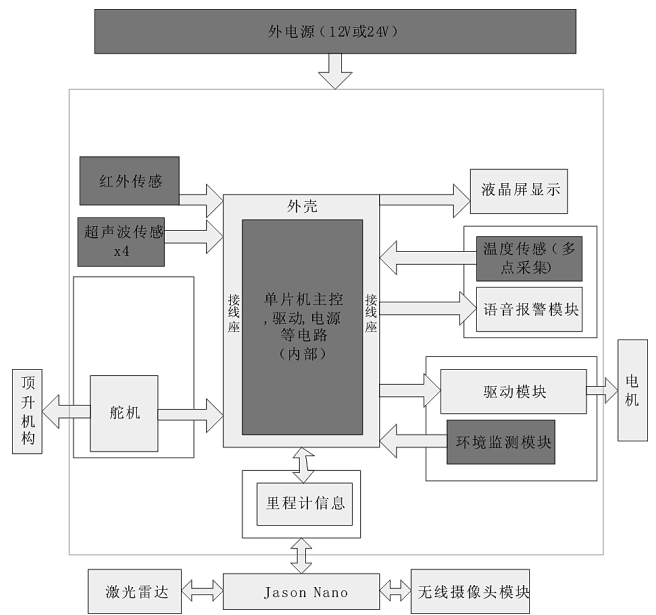 外电源（12V或24V）
红外传感
超声波传感
x4
外壳
接线座
单片机主控
,驱动,电源
等电路
（内部）
接线座
液晶屏显示
温度传感（多
点采集）
语音报警模块
顶升机构
舵机
驱动模块
电机
环境监测模块
里程计信息
激光雷达
Jason Nano
无线摄像头模块